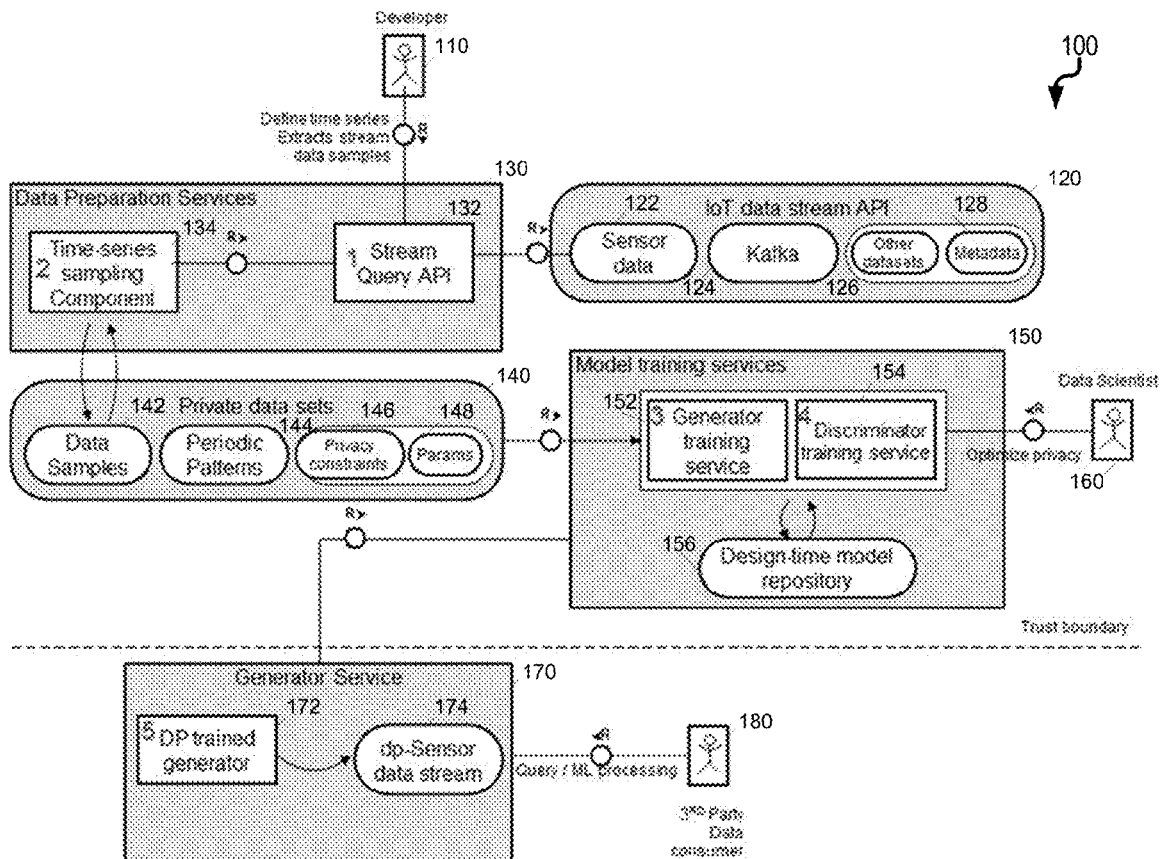 Developer
110
100
Define time series
Extracts stream
data samples
R
130
Data Preparation Services
132
134
2 Time-series
sampling
Component
R
1 Stream
Query API
R
120
IoT data stream API
122
128
Sensor
data
124
Kafka
126
Other
datasets
Metadata
140
Private data sets
142
144
146
148
Data
Samples
Periodic
Patterns
Privacy
constraints
Params
R
150
Model training services
152
154
3 Generator
training
service
4 Discriminator
training service
R
Optimize privacy
Data Scientist
160
156
Design-time model
repository
R
Trust boundary
170
Generator Service
172
174
5 DP trained
generator
dp-Sensor
data stream
R
Query / ML processing
180
3RD Party
Data
consumer